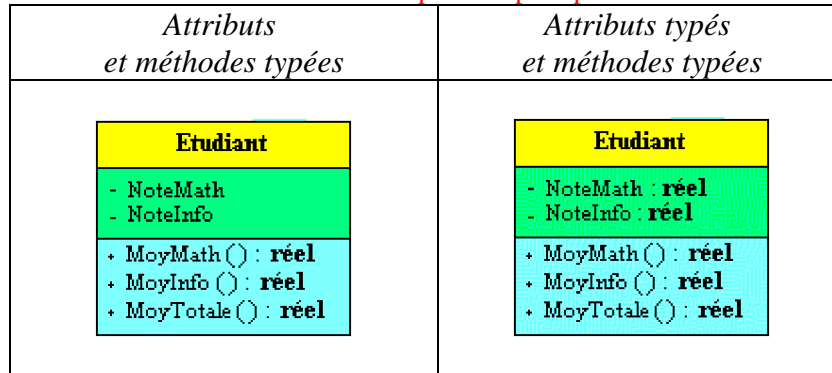 Attributs
et méthodes typées
Attributs typés
et méthodes typées
Etudiant
- NoteMath
- NoteInfo
+ MoyMath () : réel
+ MoyInfo () : réel
+ MoyTotale () : réel
Etudiant
- NoteMath : réel
- NoteInfo : réel
+ MoyMath () : réel
+ MoyInfo () : réel
+ MoyTotale () : réel